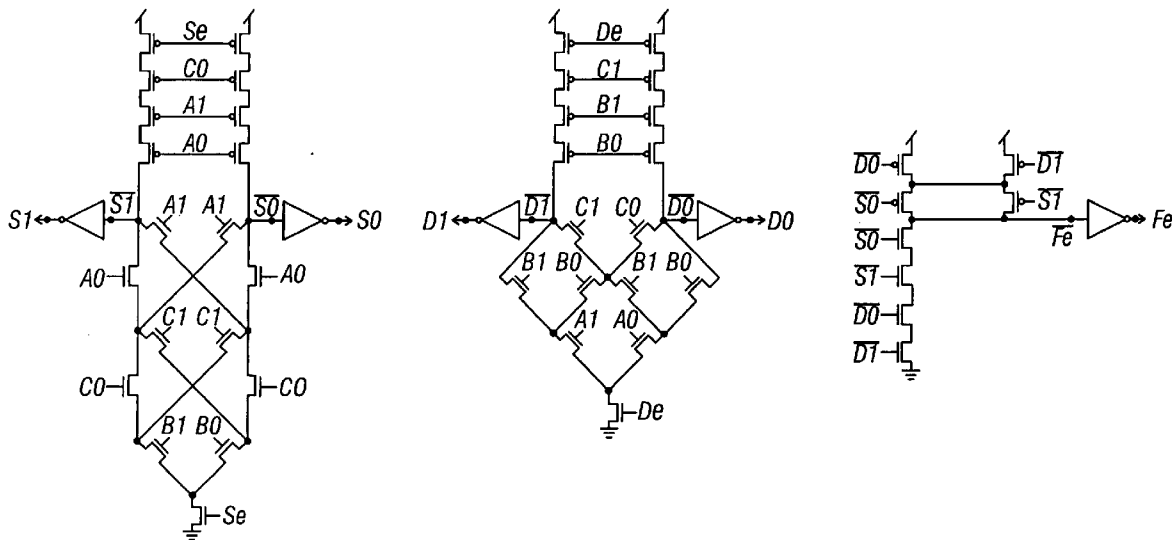 Se
C0
A1
A0
S1 S̅1̅ A1 A1 S̅0̅ S0
A0 A0
C1 C1
C0 C0
B1 B0
Se
De
C1
B1
B0
D1 D̅1̅ C1 C0 D̅0̅ D0
B1 B0 B1 B0
A1 A0
De
D̅0̅ D̅1̅
S̅0̅ S̅1̅
F̅e̅ Fe
S̅0̅
S̅1̅
D̅0̅
D̅1̅